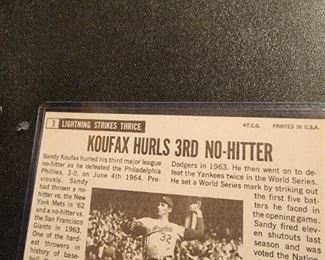 3 LIGHTNING STRIKES THRICE ©T.C.G. PRINTED IN U.S.A.
KOUFAX HURLS 3RD NO-HITTER
Sandy Koufax hurled his third major league
no-hitter as he defeated the Philadelphia
Phillies, 3-0, on June 4th 1964. Pre-
viously, Sandy
had thrown a no-
hitter vs. the New
York Mets in '62
and a no-hitter vs.
the San Francisco
Giants in 1963.
One of the hard-
est throwers in
Dodgers in 1963. He then went on to de-
feat the Yankees twice in the World Series.
He set a World Series mark by striking out
the first five bat-
ters he faced in
the opening game.
Sandy fired elev-
en shutouts last
season and was
voted the National
32